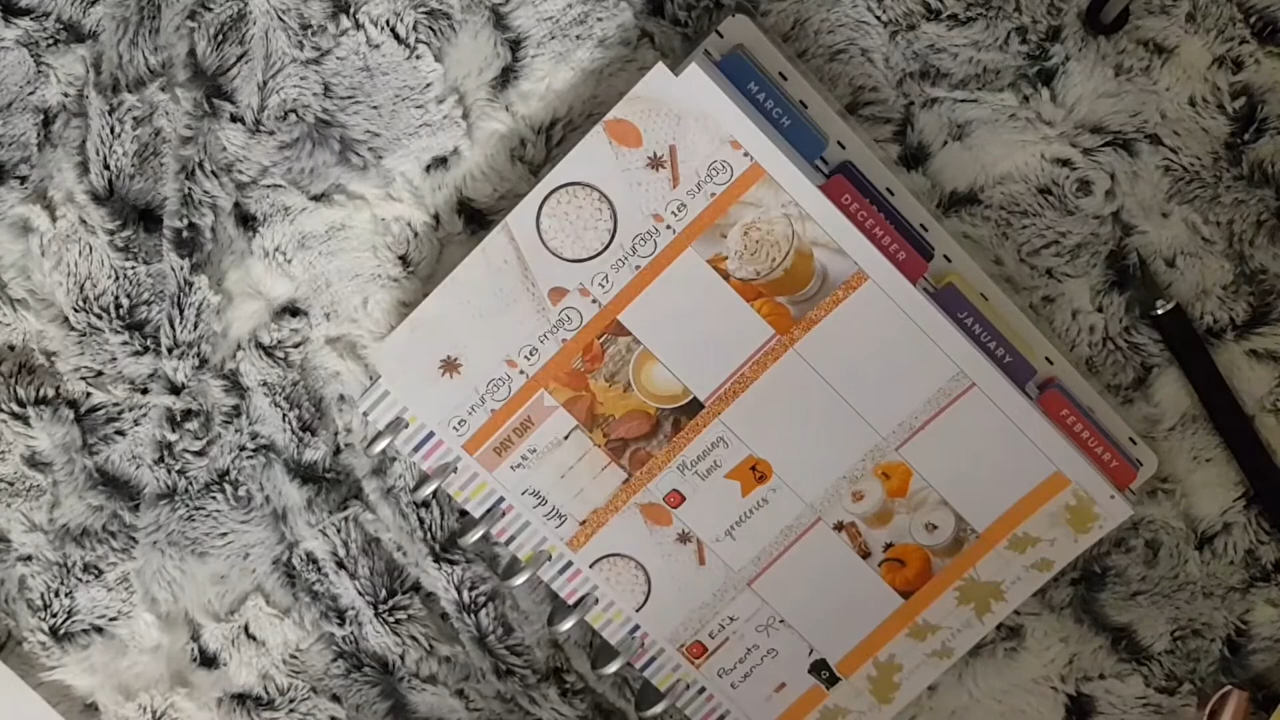 MARCH
DECEMBER
JANUARY
FEBRUARY
15 thursday
16 friday
17 saturday
18 sunday
PAY DAY
bill due!
Planning
Time
groceries
Edit
Parents
Evening